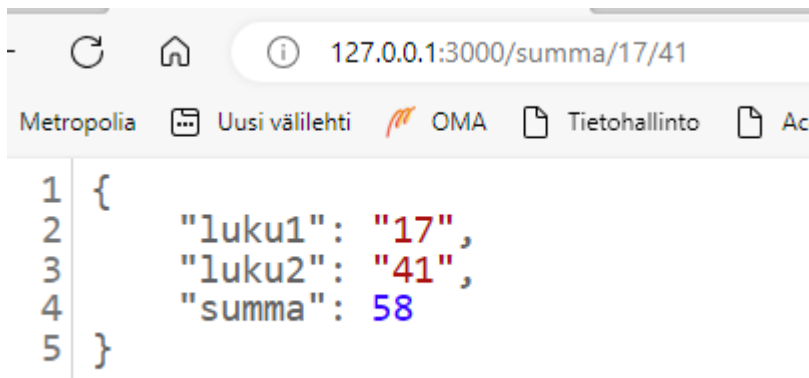 127.0.0.1:3000/summa/17/41
Metropolia Uusi välilehti OMA Tietohallinto Ac
1 {
2 "luku1": "17",
3 "luku2": "41",
4 "summa": 58
5 }